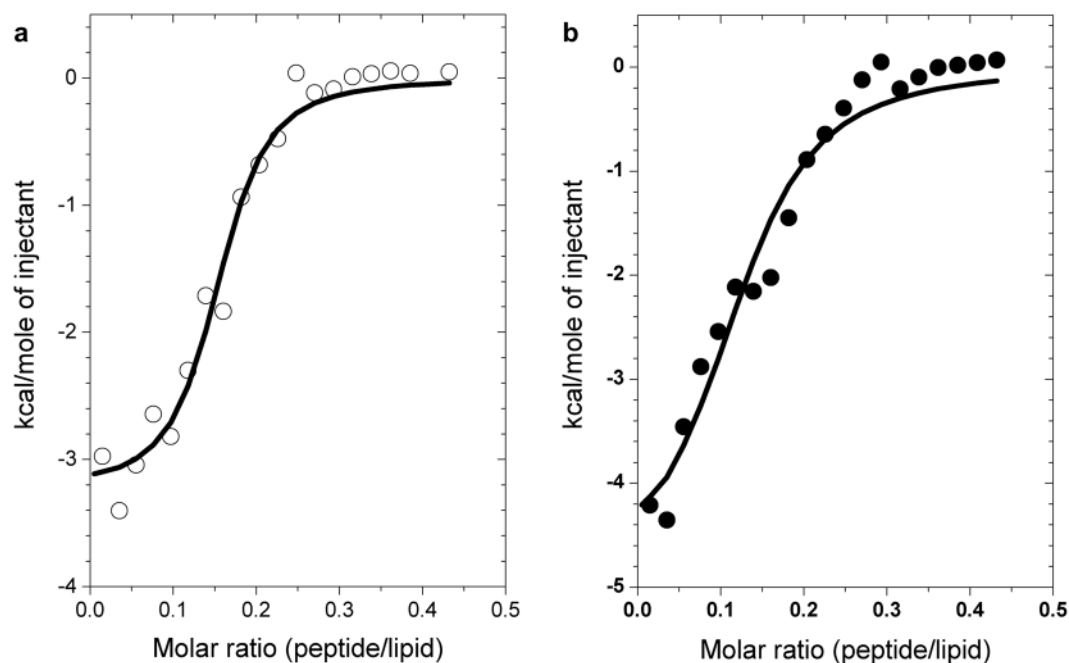 a
0
-1
-2
-3
-4
kcal/mole of injectant
0.0 0.1 0.2 0.3 0.4 0.5
Molar ratio (peptide/lipid)
b
0
-1
-2
-3
-4
-5
kcal/mole of injectant
0.0 0.1 0.2 0.3 0.4 0.5
Molar ratio (peptide/lipid)